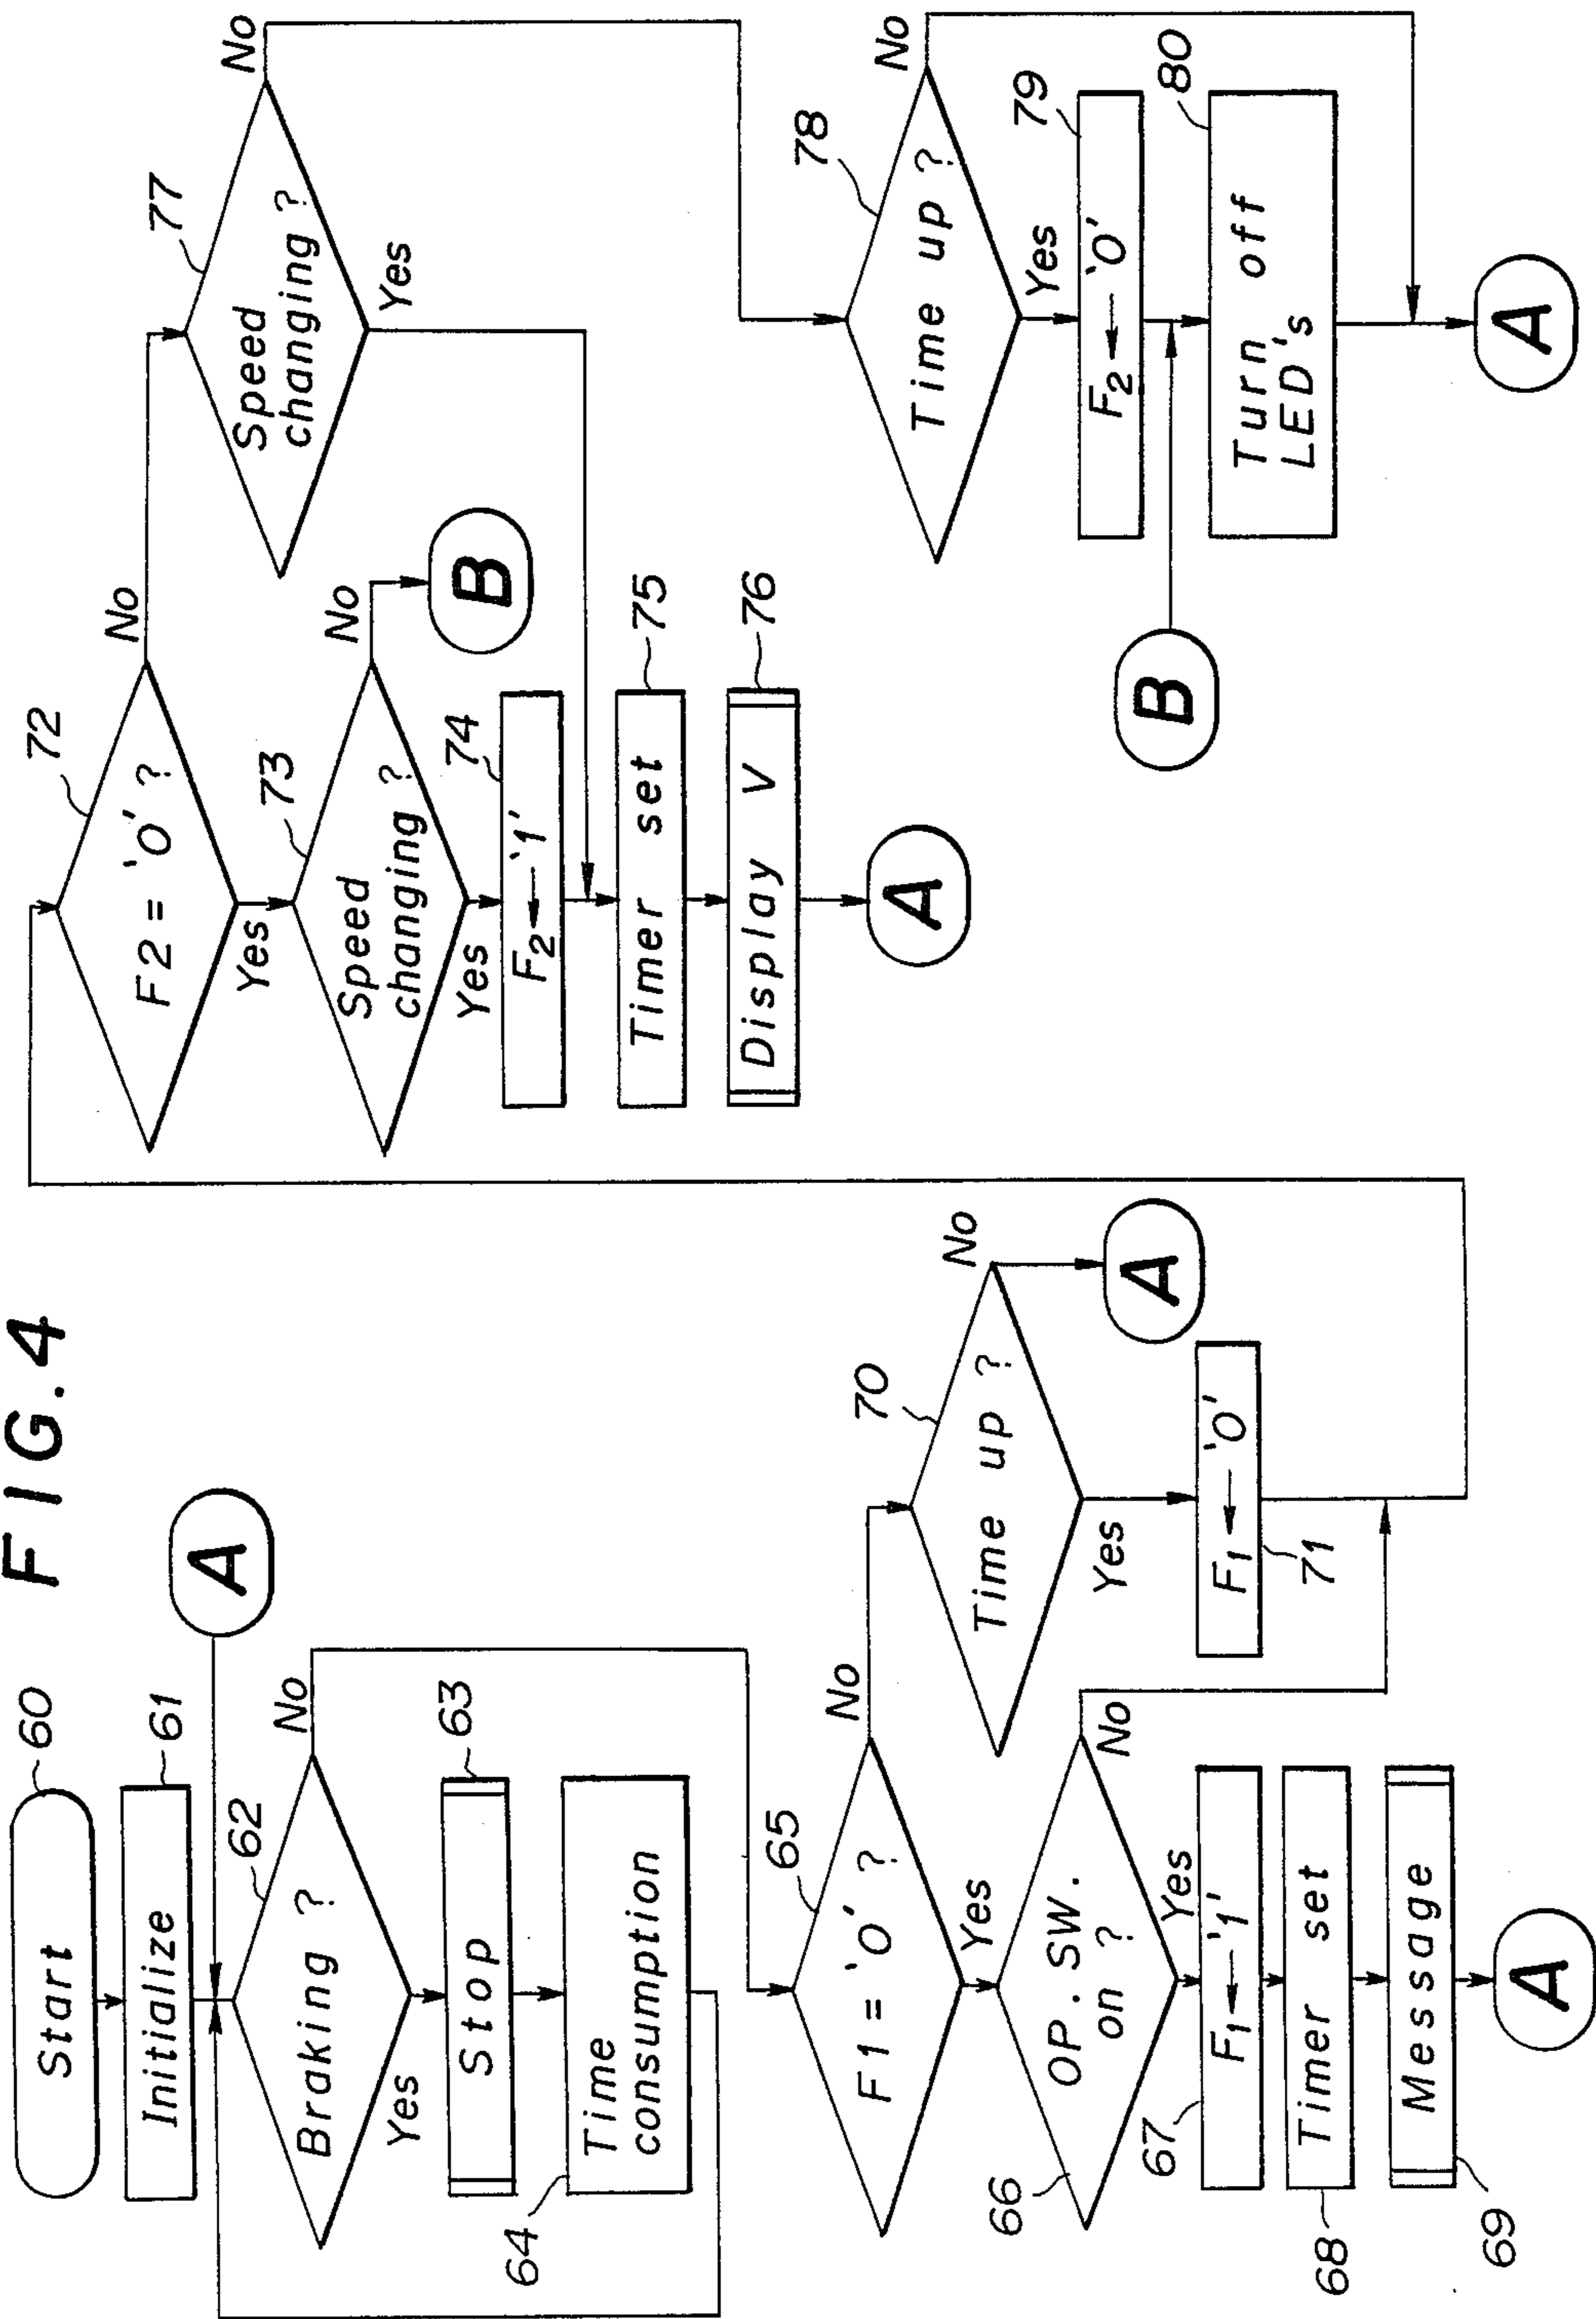 FIG.4
Start
60
A
Initialize
61
62
Braking ?
No
Yes
Stop
63
64
Time
consumption
65
F1 = '0' ?
No
Yes
66
OP. SW.
on ?
No
Yes
67
F1 ← '1'
Timer set
68
Message
69
A
70
Time up ?
No
A
Yes
F1 ← '0'
71
72
F2 = '0' ?
No
Yes
73
Speed
changing ?
No
B
Yes
74
F2 ← '1'
Timer set
75
Display V
76
A
77
Speed
changing ?
No
Yes
78
Time up ?
No
Yes
79
F2 ← '0'
B
80
Turn off
LED's
A